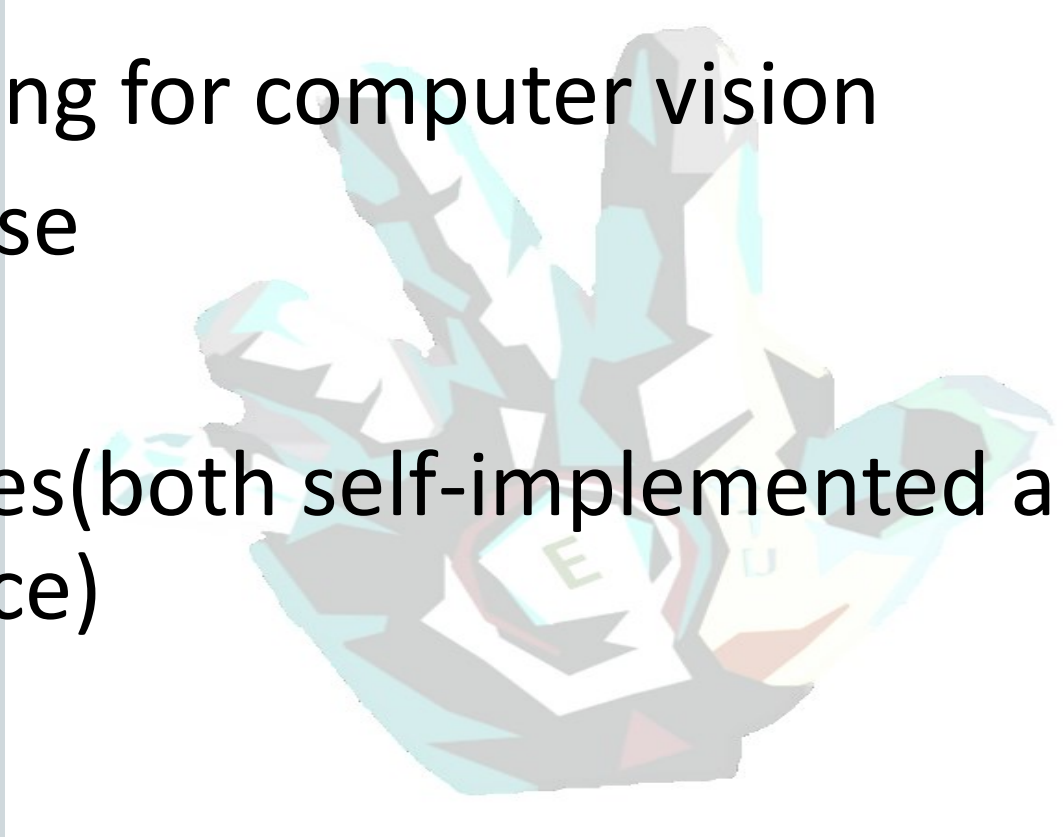 ng for computer vision
se
es(both self-implemented a
ce)
E
U